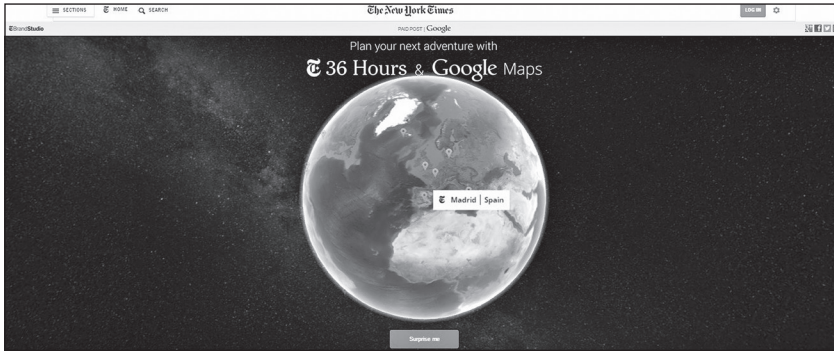 SECTIONS HOME SEARCH The New York Times LOG IN
TBrandStudio PAID POST | Google
Plan your next adventure with
T 36 Hours & Google Maps
T Madrid | Spain
Surprise me